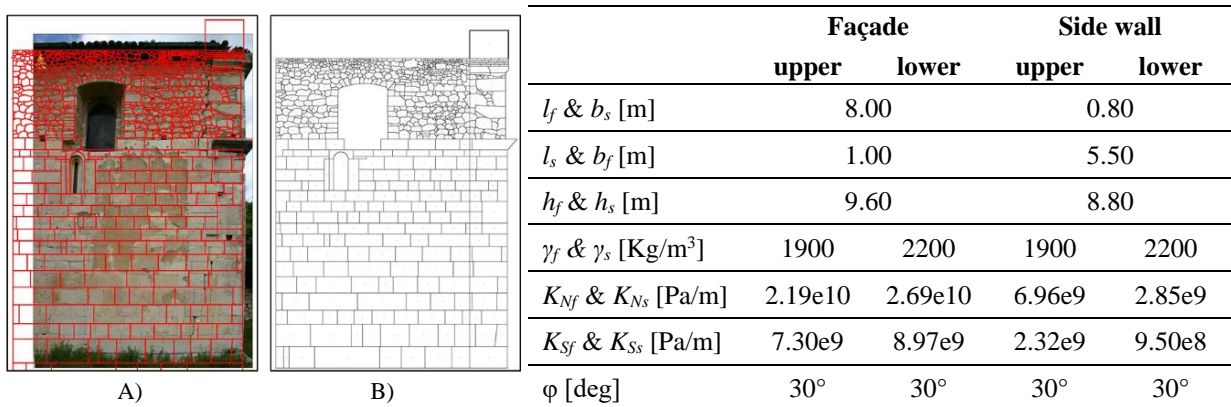 Façade Side wall
upper lower upper lower
l_f & b_s [m] 8.00 0.80
l_s & b_f [m] 1.00 5.50
h_f & h_s [m] 9.60 8.80
γ_f & γ_s [Kg/m³] 1900 2200 1900 2200
K_Nf & K_Ns [Pa/m] 2.19e10 2.69e10 6.96e9 2.85e9
K_Sf & K_Ss [Pa/m] 7.30e9 8.97e9 2.32e9 9.50e8
φ [deg] 30° 30° 30° 30°
A) B)